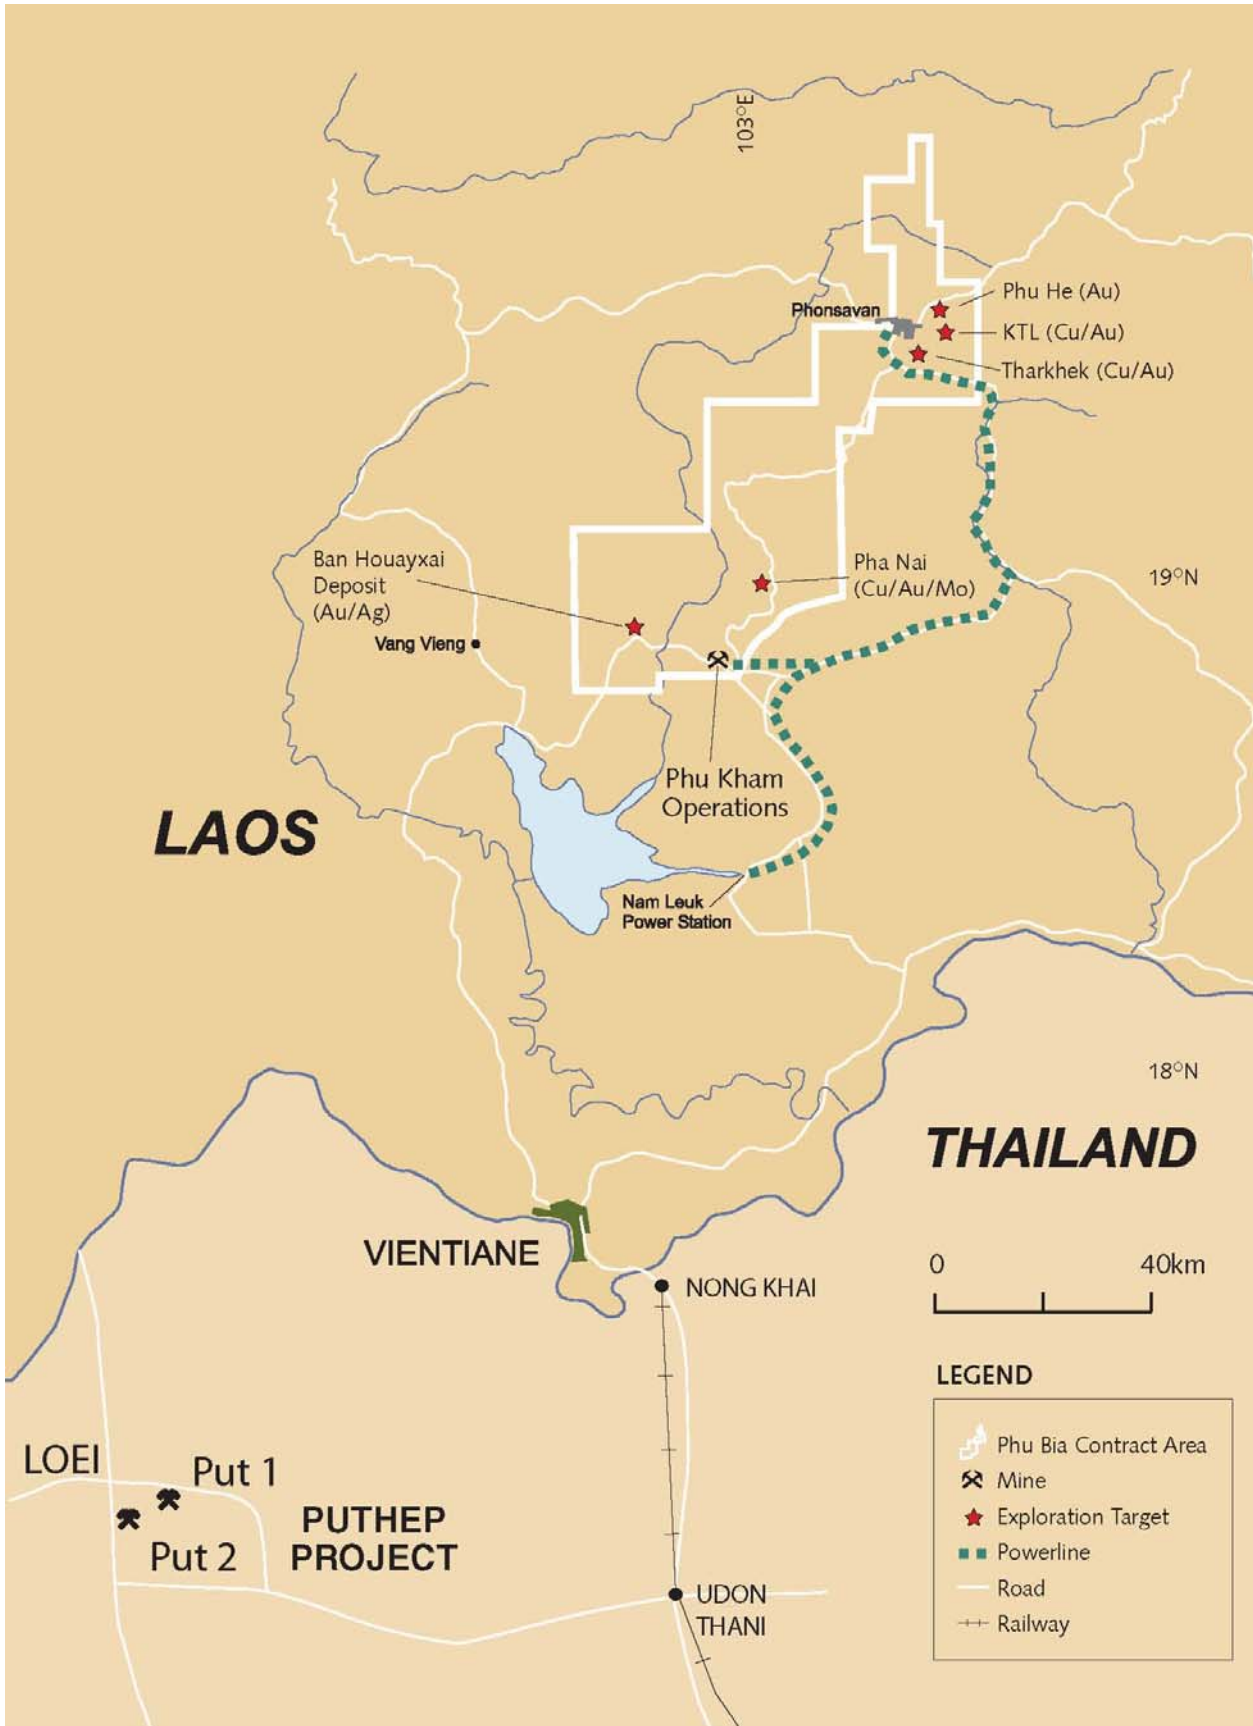 103°E
Phu He (Au)
Phonsavan
KTL (Cu/Au)
Tharkhek (Cu/Au)
Ban Houayxai
Deposit
(Au/Ag)
Pha Nai
(Cu/Au/Mo)
19°N
Vang Vieng
Phu Kham
Operations
LAOS
Nam Leuk
Power Station
18°N
THAILAND
VIENTIANE
NONG KHAI
0 40km
LEGEND
Phu Bia Contract Area
Mine
Exploration Target
Powerline
Road
Railway
LOEI
Put 1
Put 2
PUTHEP
PROJECT
UDON
THANI